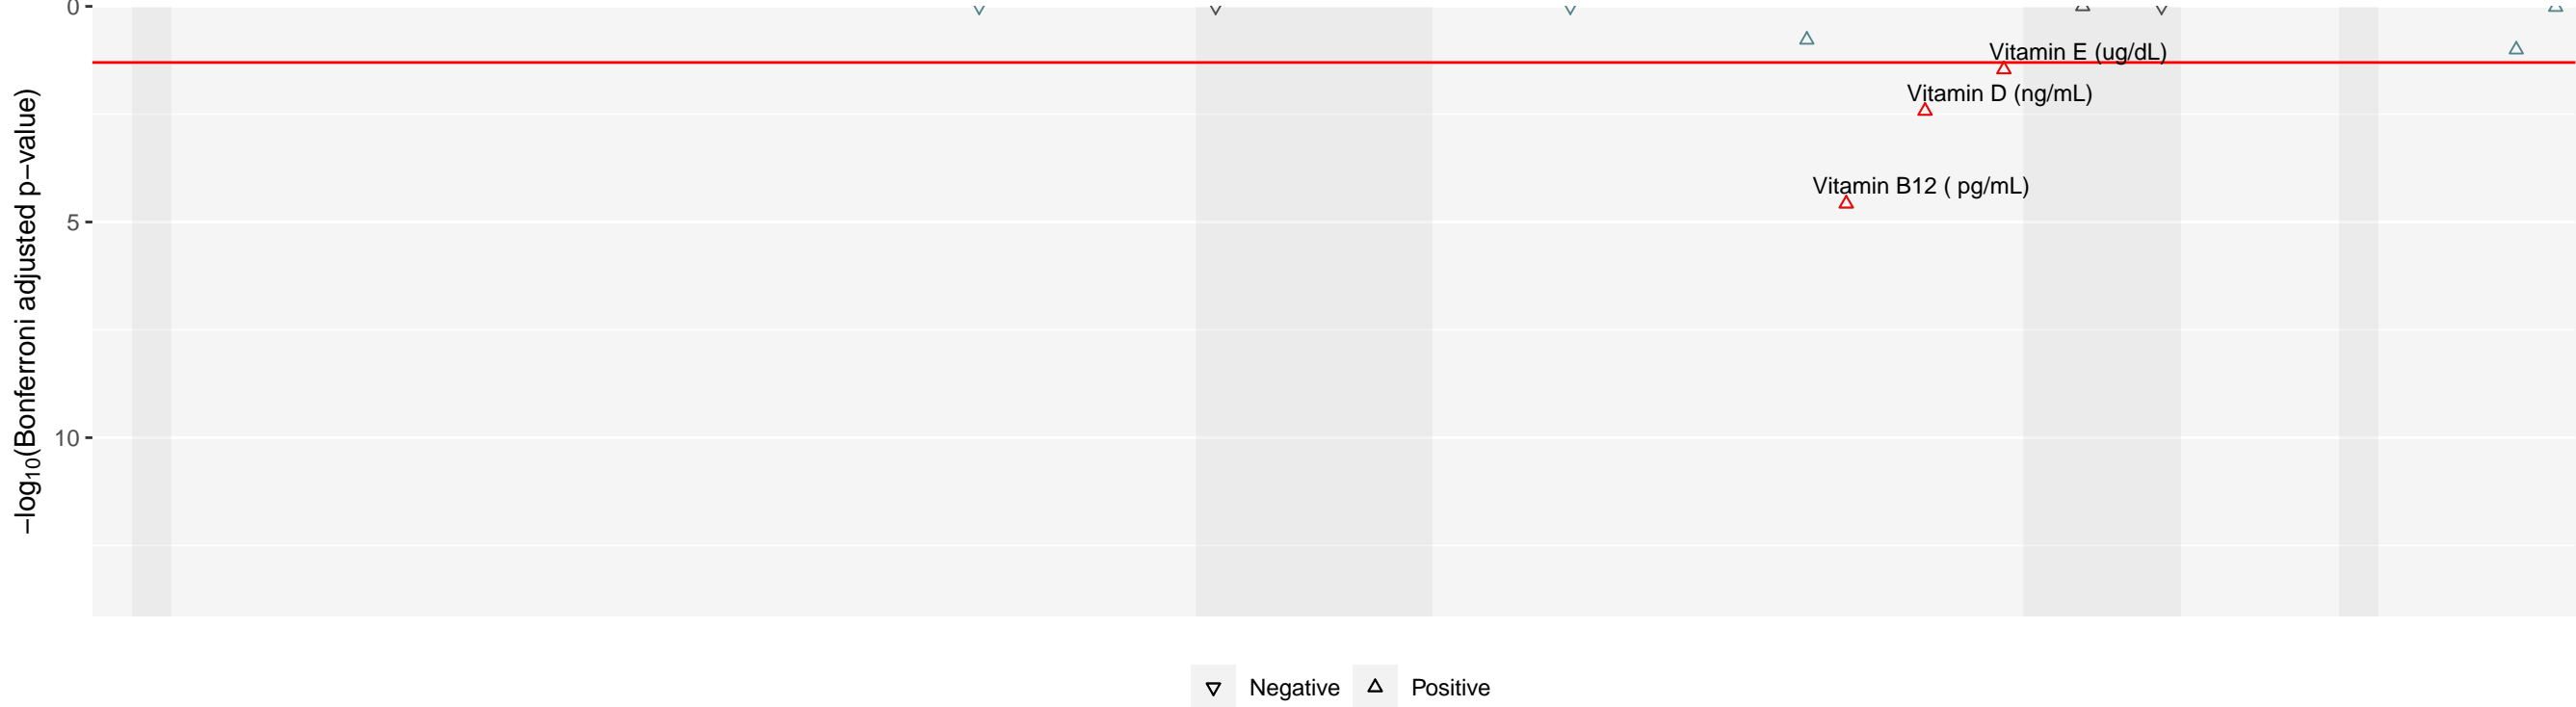 0
Vitamin E (ug/dL)
Vitamin D (ng/mL)
Vitamin B12 ( pg/mL)
5
10
−log10(Bonferroni adjusted p−value)
Negative
Positive